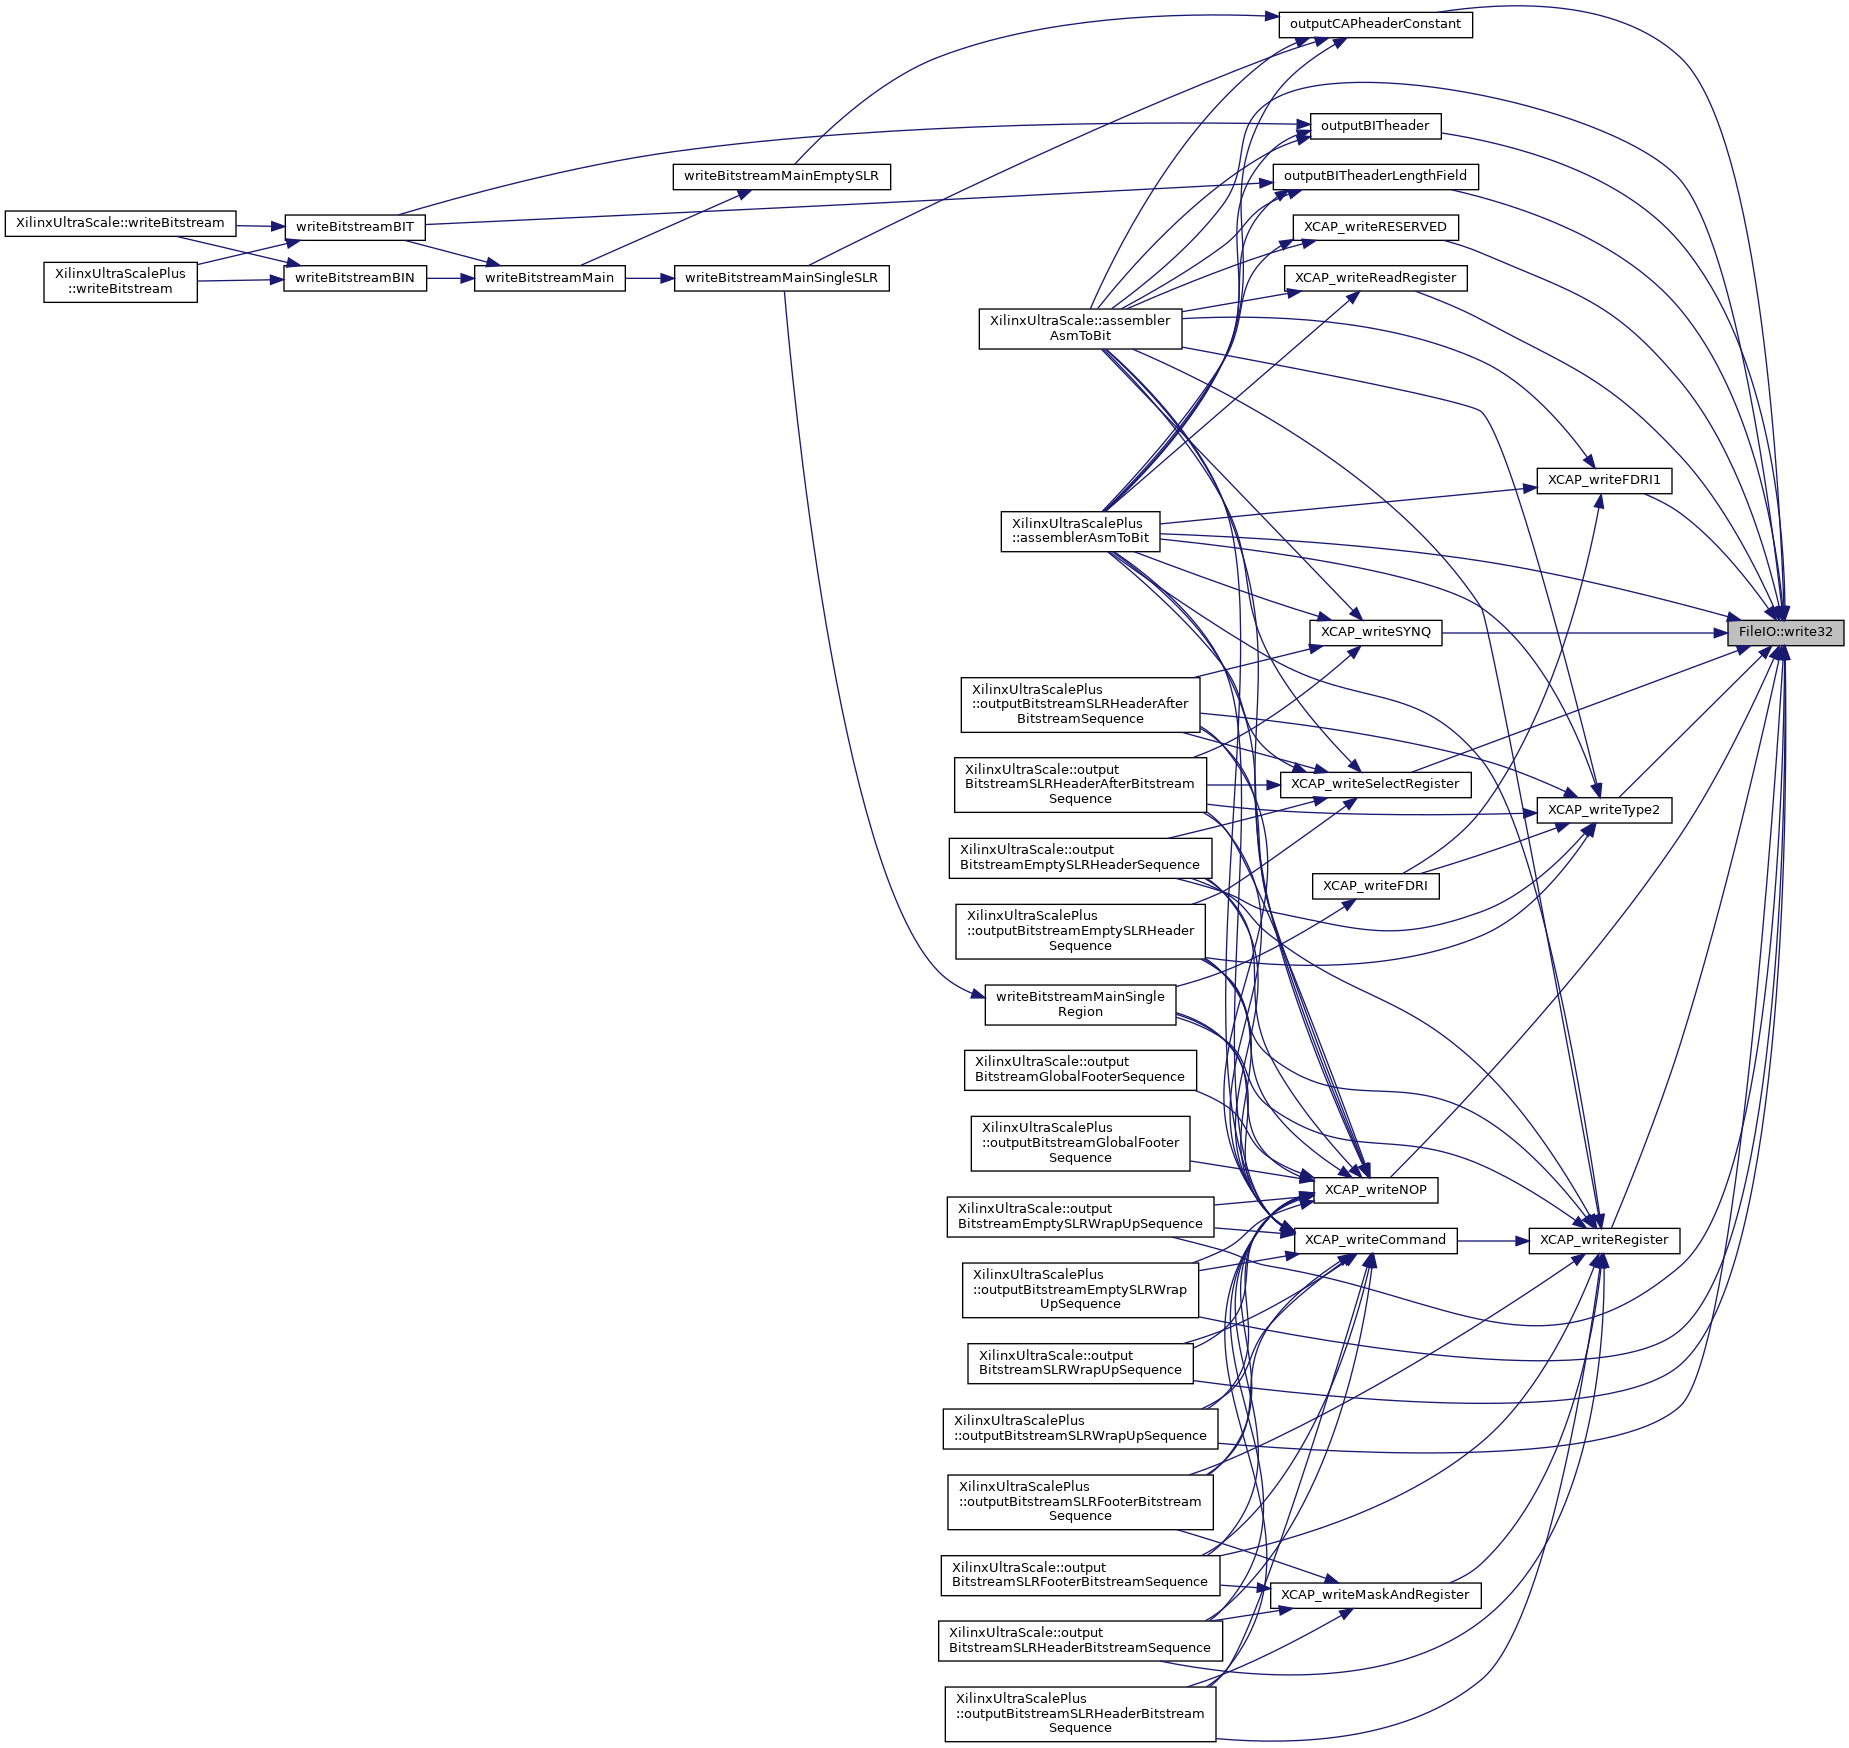 outputCAPheaderConstant
outputBITheader
writeBitstreamMainEmptySLR
outputBITheaderLengthField
XilinxUltraScale::writeBitstream
writeBitstreamBIT
XCAP_writeRESERVED
XilinxUltraScalePlus
::writeBitstream
writeBitstreamBIN
writeBitstreamMain
writeBitstreamMainSingleSLR
XCAP_writeReadRegister
XilinxUltraScale::assembler
AsmToBit
XCAP_writeFDRI1
XilinxUltraScalePlus
::assemblerAsmToBit
XCAP_writeSYNQ
FileIO::write32
XilinxUltraScalePlus
::outputBitstreamSLRHeaderAfter
BitstreamSequence
XilinxUltraScale::output
BitstreamSLRHeaderAfterBitstream
Sequence
XCAP_writeSelectRegister
XCAP_writeType2
XilinxUltraScale::output
BitstreamEmptySLRHeaderSequence
XCAP_writeFDRI
XilinxUltraScalePlus
::outputBitstreamEmptySLRHeader
Sequence
writeBitstreamMainSingle
Region
XilinxUltraScale::output
BitstreamGlobalFooterSequence
XilinxUltraScalePlus
::outputBitstreamGlobalFooter
Sequence
XCAP_writeNOP
XilinxUltraScale::output
BitstreamEmptySLRWrapUpSequence
XCAP_writeCommand
XCAP_writeRegister
XilinxUltraScalePlus
::outputBitstreamEmptySLRWrap
UpSequence
XilinxUltraScale::output
BitstreamSLRWrapUpSequence
XilinxUltraScalePlus
::outputBitstreamSLRWrapUpSequence
XilinxUltraScalePlus
::outputBitstreamSLRFooterBitstream
Sequence
XilinxUltraScale::output
BitstreamSLRFooterBitstreamSequence
XCAP_writeMaskAndRegister
XilinxUltraScale::output
BitstreamSLRHeaderBitstreamSequence
XilinxUltraScalePlus
::outputBitstreamSLRHeaderBitstream
Sequence